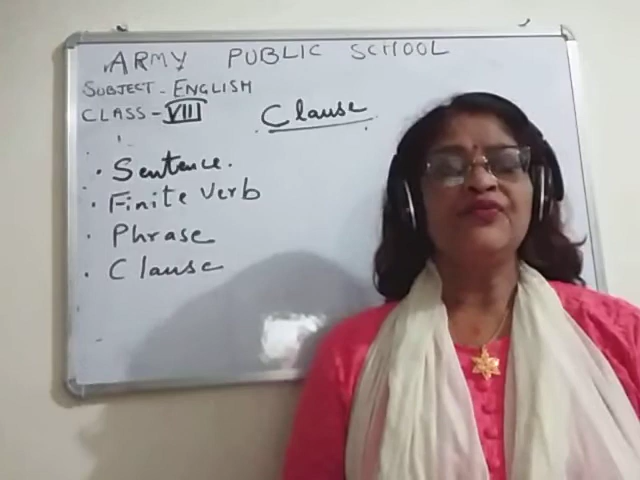 ARMY PUBLIC SCHOOL
SUBJECT - ENGLISH
CLASS - VIII
Clause
• Sentence.
• Finite Verb
• Phrase
• Clause